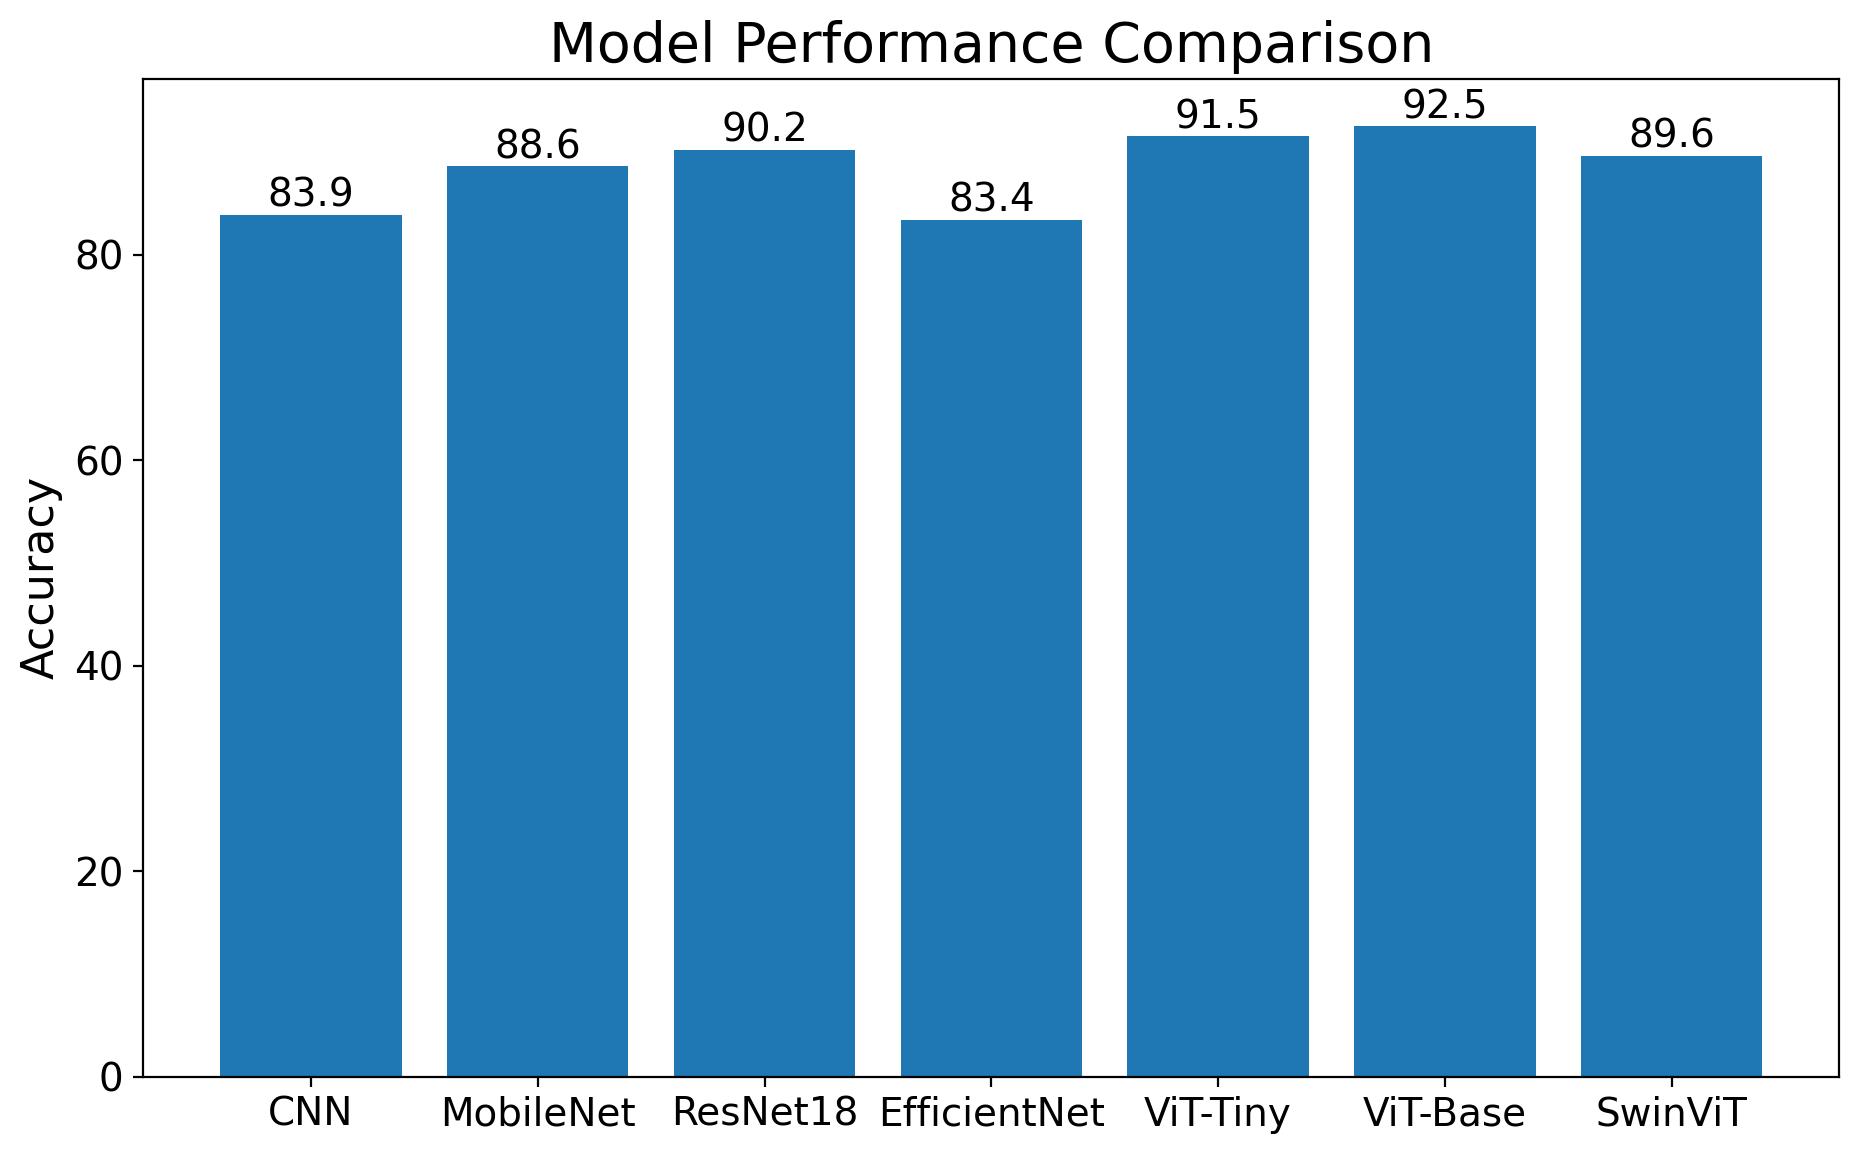 Model Performance Comparison
83.9
88.6
90.2
83.4
91.5
92.5
89.6
Accuracy
80
60
40
20
0
CNN
MobileNet
ResNet18
EfficientNet
ViT-Tiny
ViT-Base
SwinViT